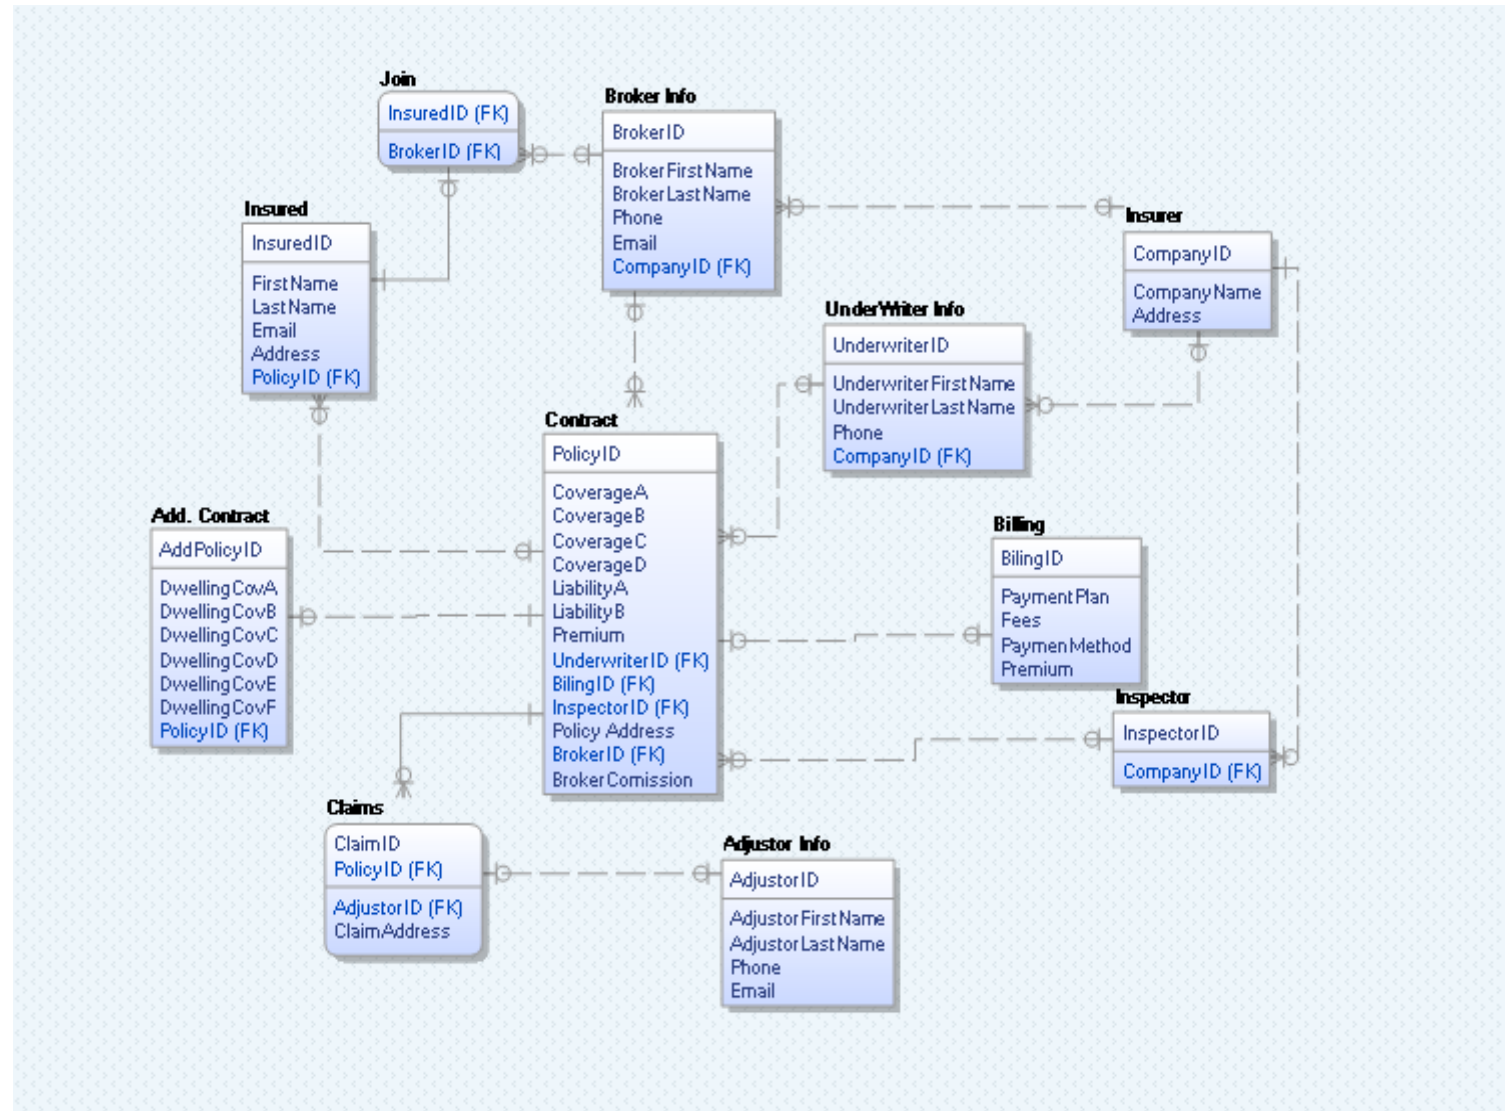 Join
InsuredID (FK)
BrokerID (FK)
Broker Info
BrokerID
BrokerFirstName
BrokerLastName
Phone
Email
CompanyID (FK)
Insured
InsuredID
FirstName
LastName
Email
Address
PolicyID (FK)
Insurer
CompanyID
CompanyName
Address
UnderWriter Info
UnderwriterID
UnderwriterFirstName
UnderwriterLastName
Phone
CompanyID (FK)
Contract
PolicyID
CoverageA
CoverageB
CoverageC
CoverageD
LiabilityA
LiabilityB
Premium
UnderwriterID (FK)
BilingID (FK)
InspectorID (FK)
Policy Address
BrokerID (FK)
BrokerComission
Add. Contract
AddPolicyID
DwellingCovA
DwellingCovB
DwellingCovC
DwellingCovD
DwellingCovE
DwellingCovF
PolicyID (FK)
Billing
BilingID
PaymentPlan
Fees
PaymenMethod
Premium
Inspector
InspectorID
CompanyID (FK)
Claims
ClaimID
PolicyID (FK)
AdjustorID (FK)
ClaimAddress
Adjustor Info
AdjustorID
AdjustorFirstName
AdjustorLastName
Phone
Email